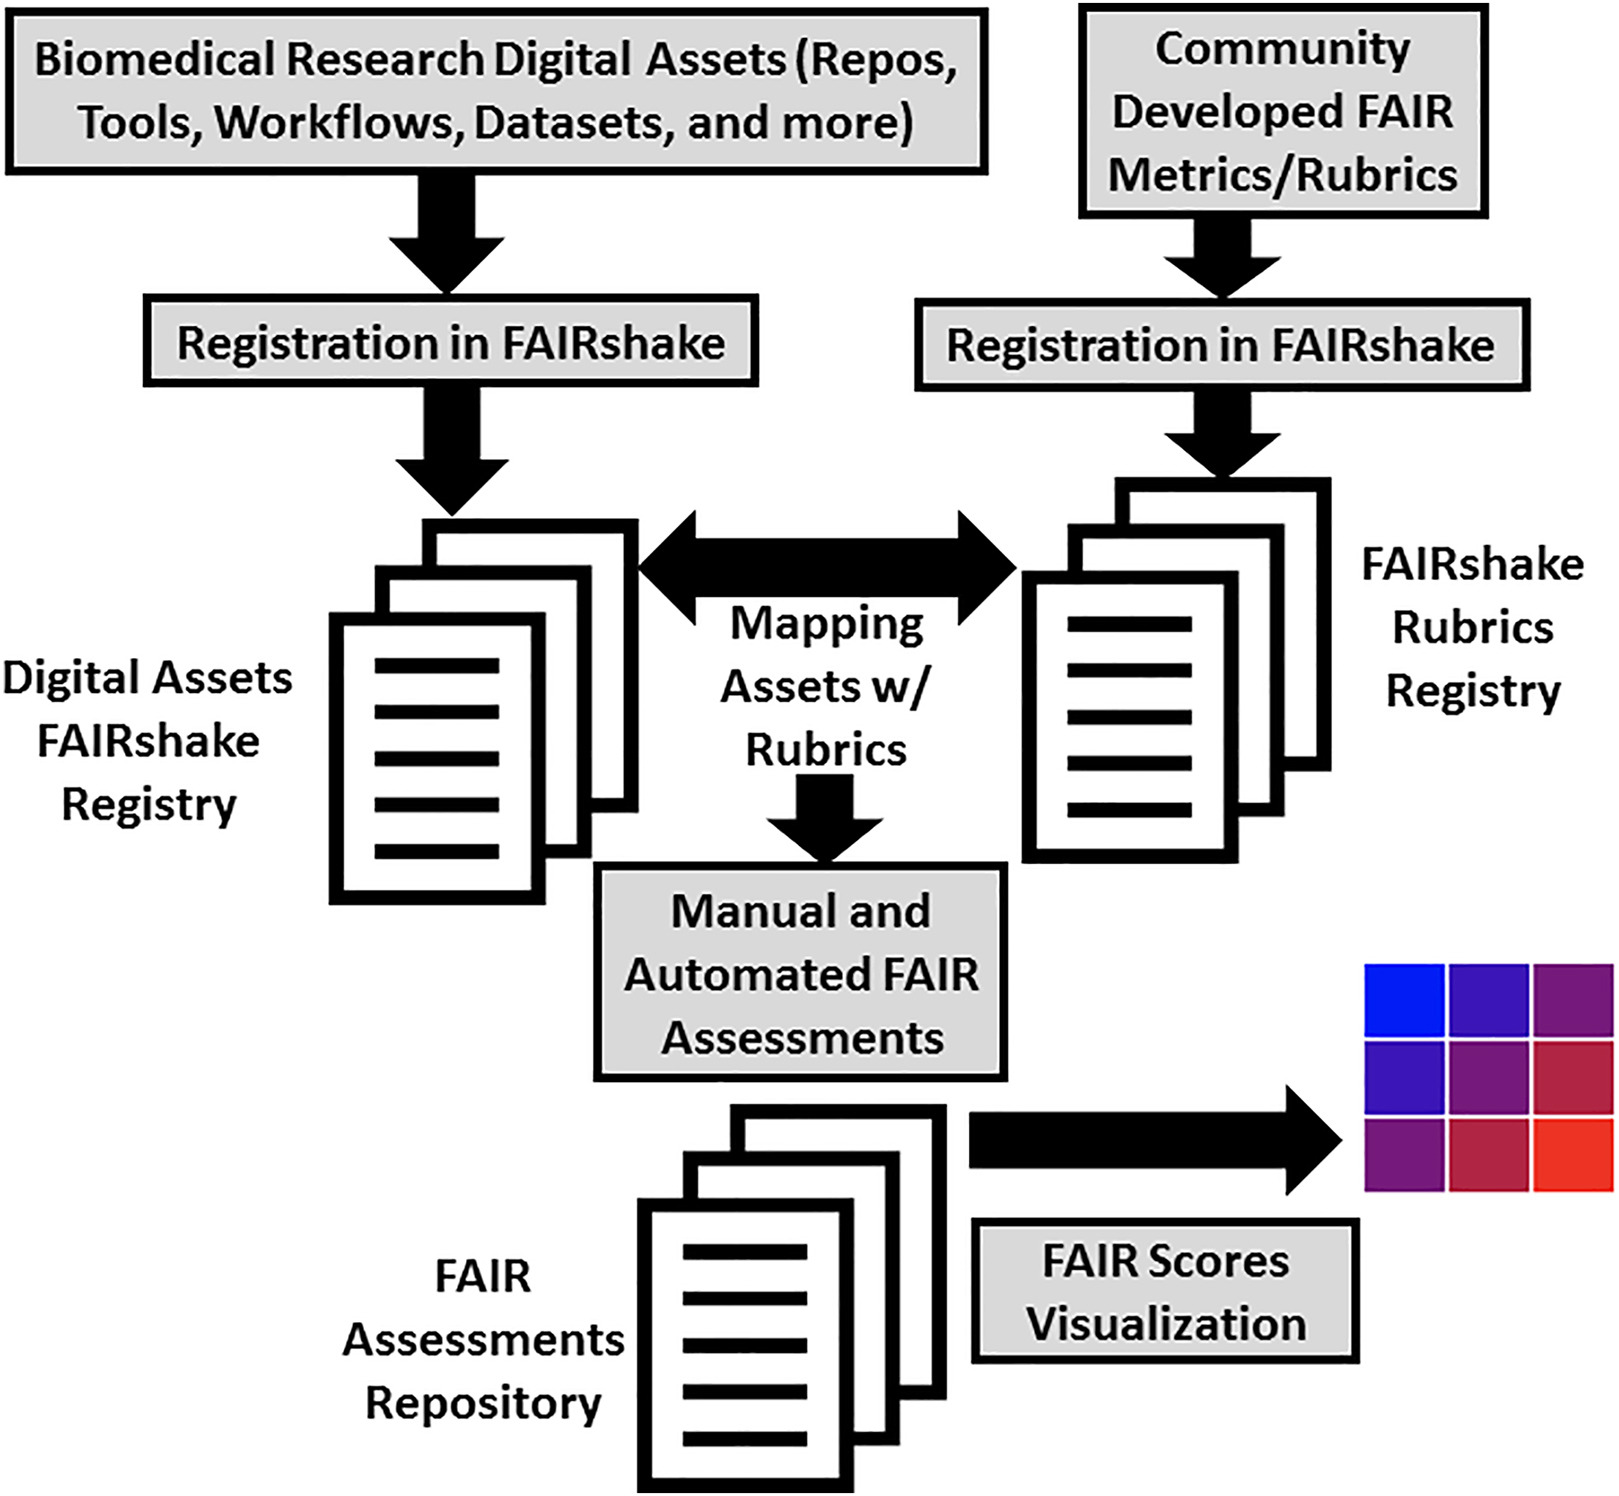 Biomedical Research Digital Assets (Repos,
Tools, Workflows, Datasets, and more)
Community
Developed FAIR
Metrics/Rubrics
Registration in FAIRshake
Registration in FAIRshake
Digital Assets
FAIRshake
Registry
Mapping
Assets w/
Rubrics
FAIRshake
Rubrics
Registry
Manual and
Automated FAIR
Assessments
FAIR
Assessments
Repository
FAIR Scores
Visualization